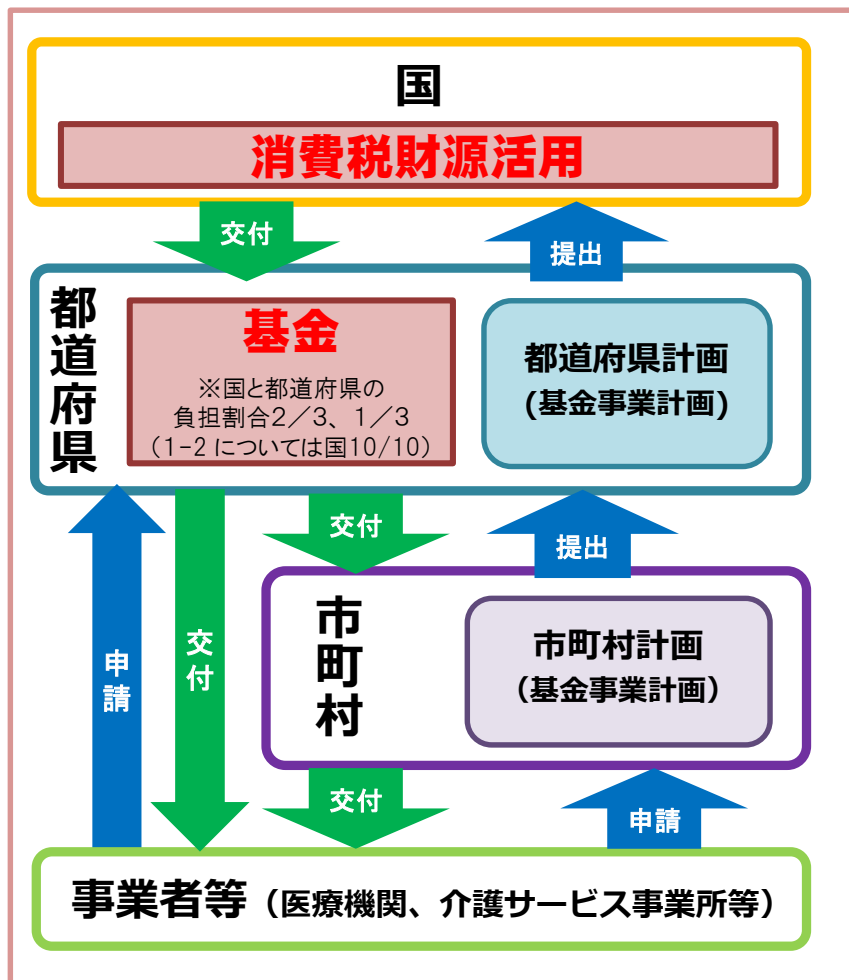 国
消費税財源活用
交付
提出
都道府県
基金
※国と都道府県の
負担割合２／３、１／３
（1-2 については国10/10）
都道府県計画
(基金事業計画)
申請
交付
交付
提出
市町村
市町村計画
（基金事業計画）
交付
申請
事業者等（医療機関、介護サービス事業所等）